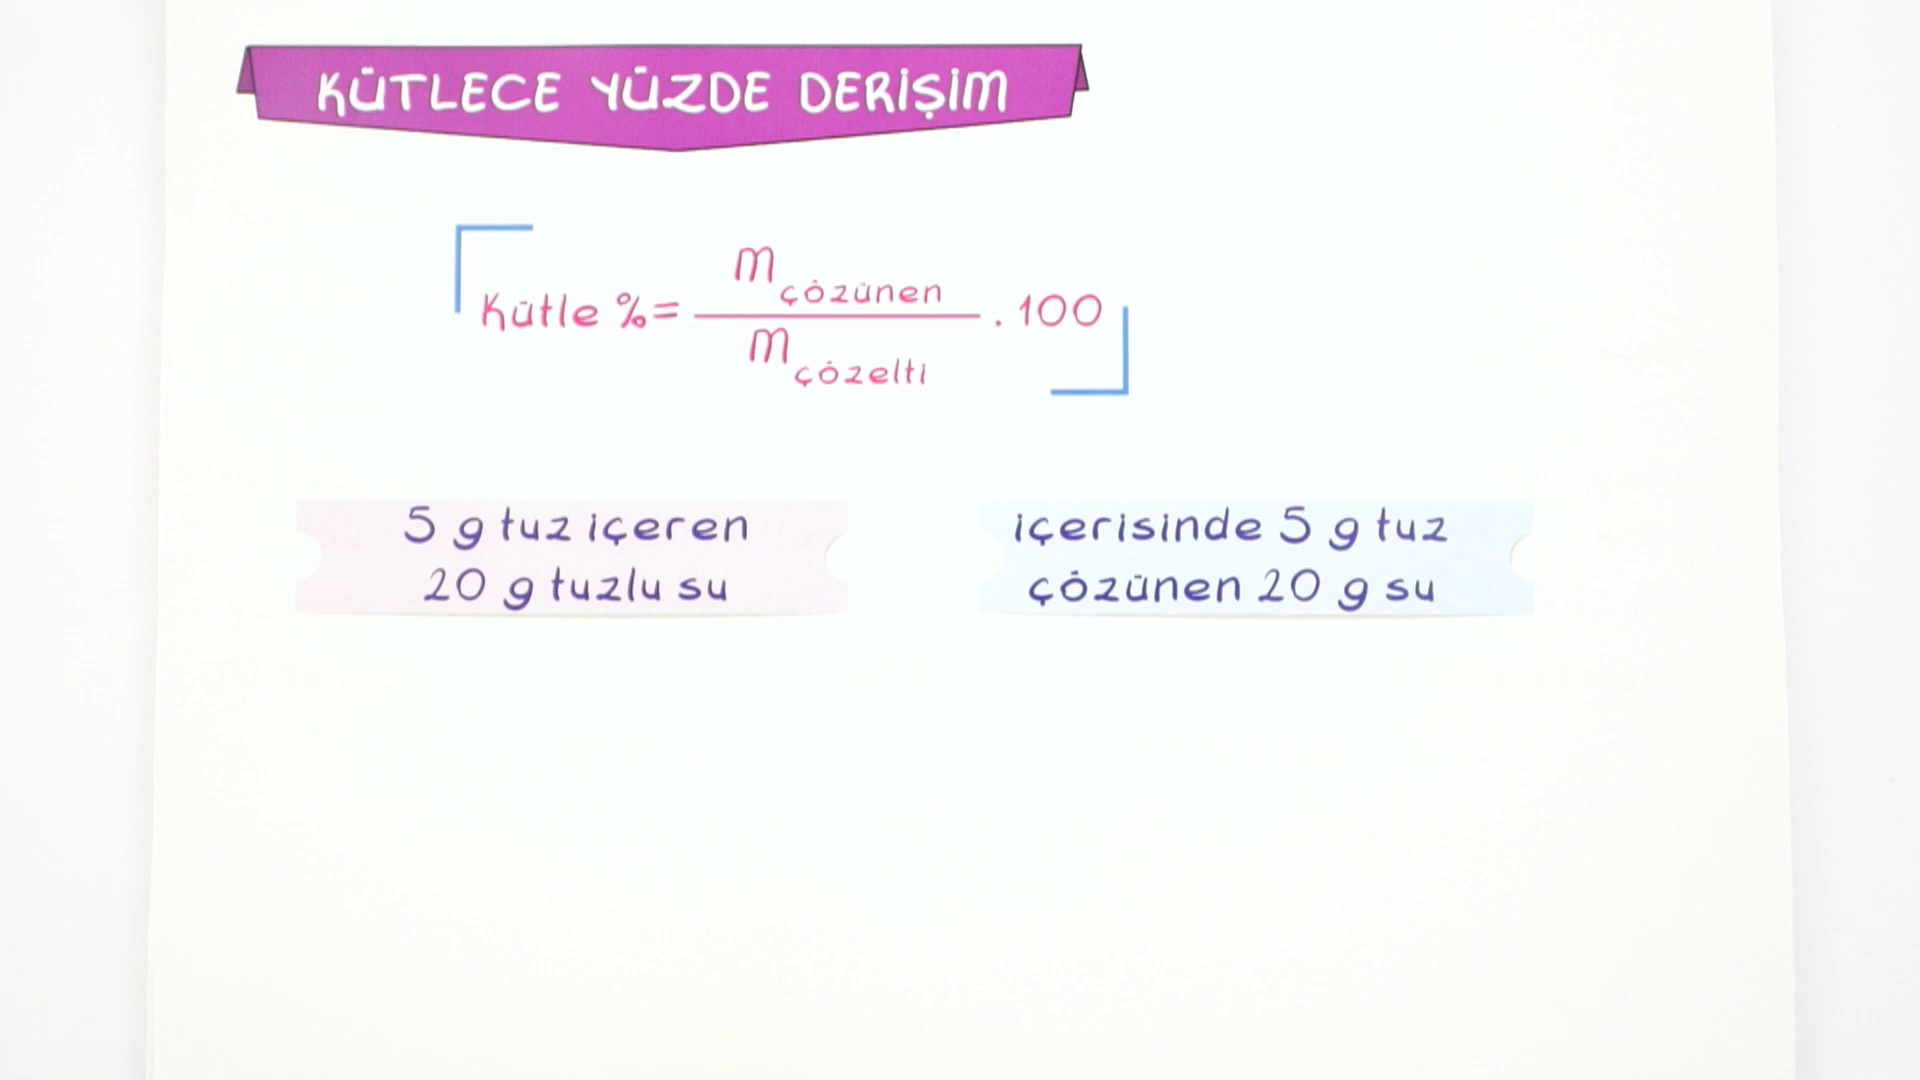 KÜTLECE YÜZDE DERİŞİM
Kütle %= m çözünen / m çözelti . 100
5 g tuz içeren
20 g tuzlu su
içerisinde 5 g tuz
çözünen 20 g su